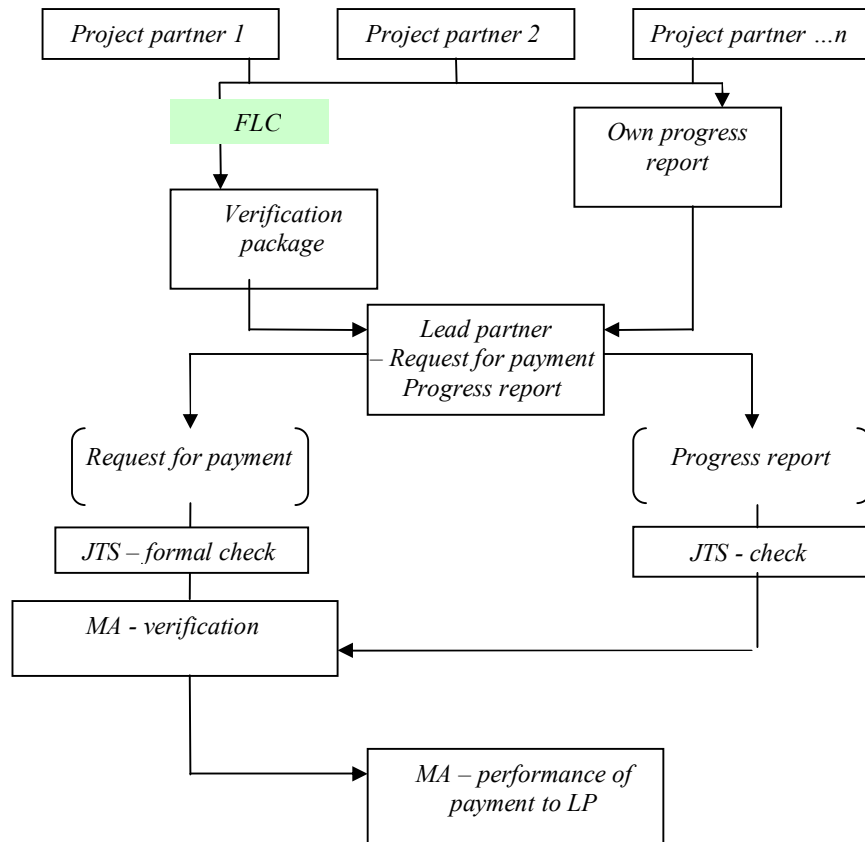 Project partner 1
Project partner 2
Project partner …n
FLC
Own progress
report
Verification
package
Lead partner
– Request for payment
Progress report
Request for payment
Progress report
JTS – formal check
JTS - check
MA - verification
MA – performance of
payment to LP